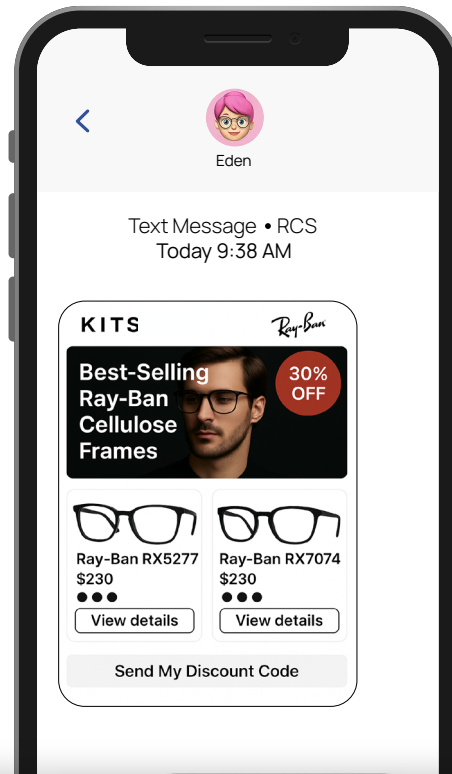 Eden
Text Message • RCS
Today 9:38 AM
KITS
Ray-Ban
Best-Selling
Ray-Ban
Cellulose
Frames
30%
OFF
Ray-Ban RX5277
$230
View details
Ray-Ban RX7074
$230
View details
Send My Discount Code